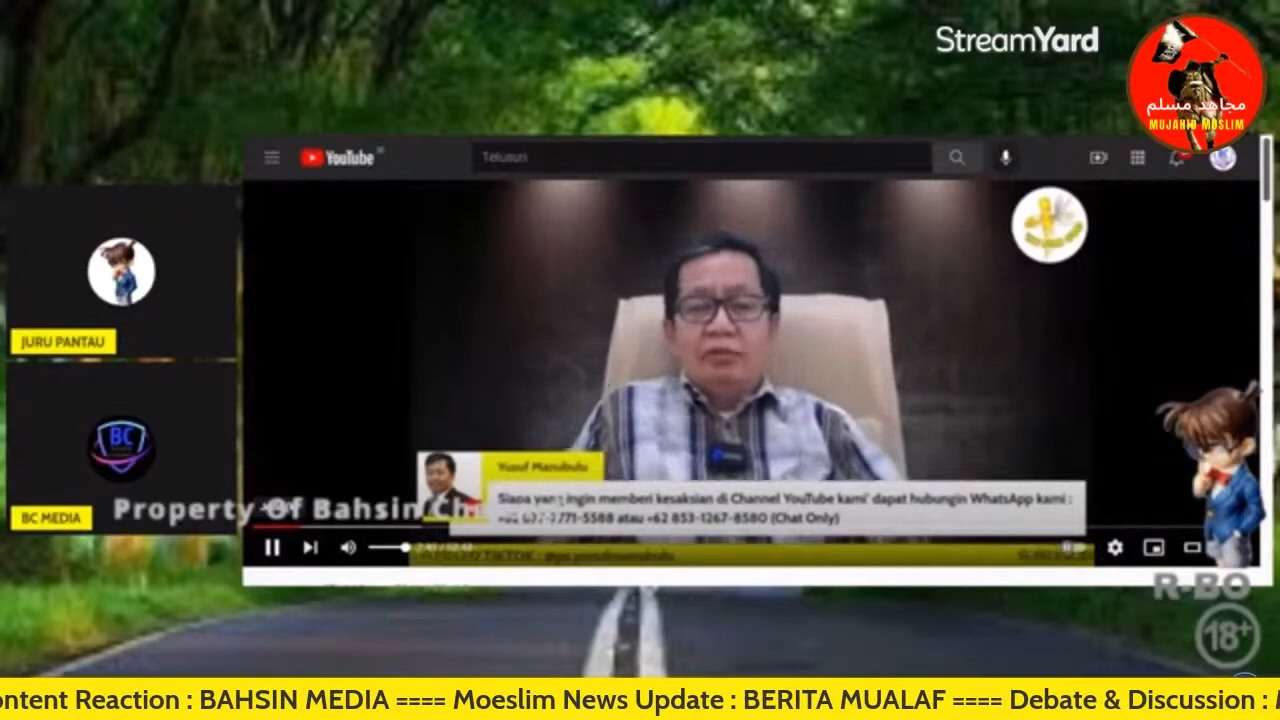 StreamYard
مجاهد مسلم
MUJAHID MOSLIM
YouTube
Telusuri
JURU PANTAU
BC
BC MEDIA
Yusuf Manubulu
Siapa yang ingin memberi kesaksian di Channel YouTube kami' dapat hubungin WhatsApp kami :
atau +62 853-1267-8580 (Chat Only)
Property Of Bahsin
R-BO
18+
ontent Reaction : BAHSIN MEDIA ==== Moeslim News Update : BERITA MUALAF ==== Debate & Discussion :